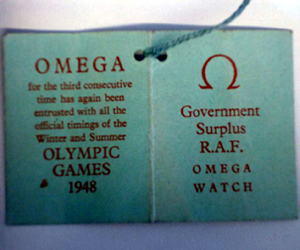 OMEGA
for the third consecutive
time has again been
entrusted with all the
official timings of the
Winter and Summer
OLYMPIC
GAMES
1948
Ω
Government
Surplus
R.A.F.
OMEGA
WATCH